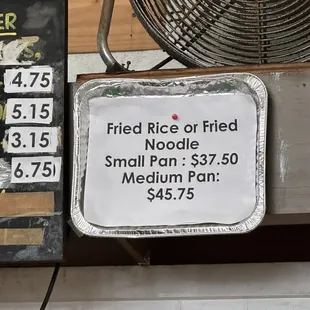 ER
4.75
5.15
3.15
6.75
Fried Rice or Fried
Noodle
Small Pan : $37.50
Medium Pan:
$45.75